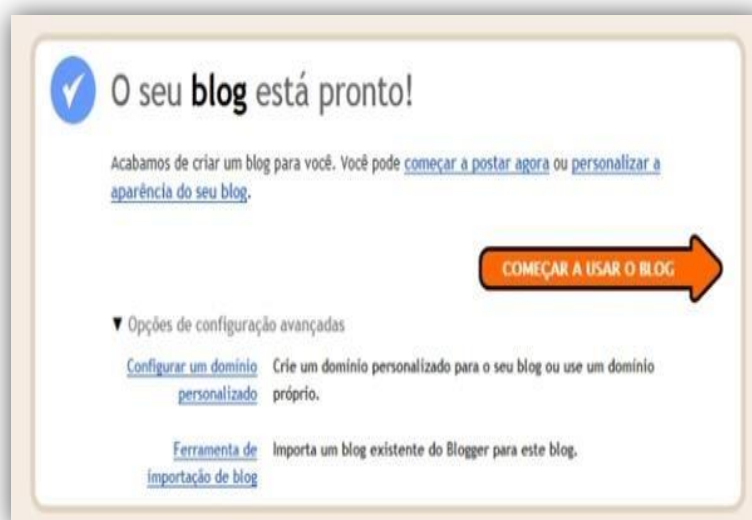 O seu blog está pronto!
Acabamos de criar um blog para você. Você pode começar a postar agora ou personalizar a
aparência do seu blog.
COMEÇAR A USAR O BLOG
▼ Opções de configuração avançadas
Configurar um domínio Crie um domínio personalizado para o seu blog ou use um domínio
personalizado próprio.
Ferramenta de Importa um blog existente do Blogger para este blog.
importação de blog